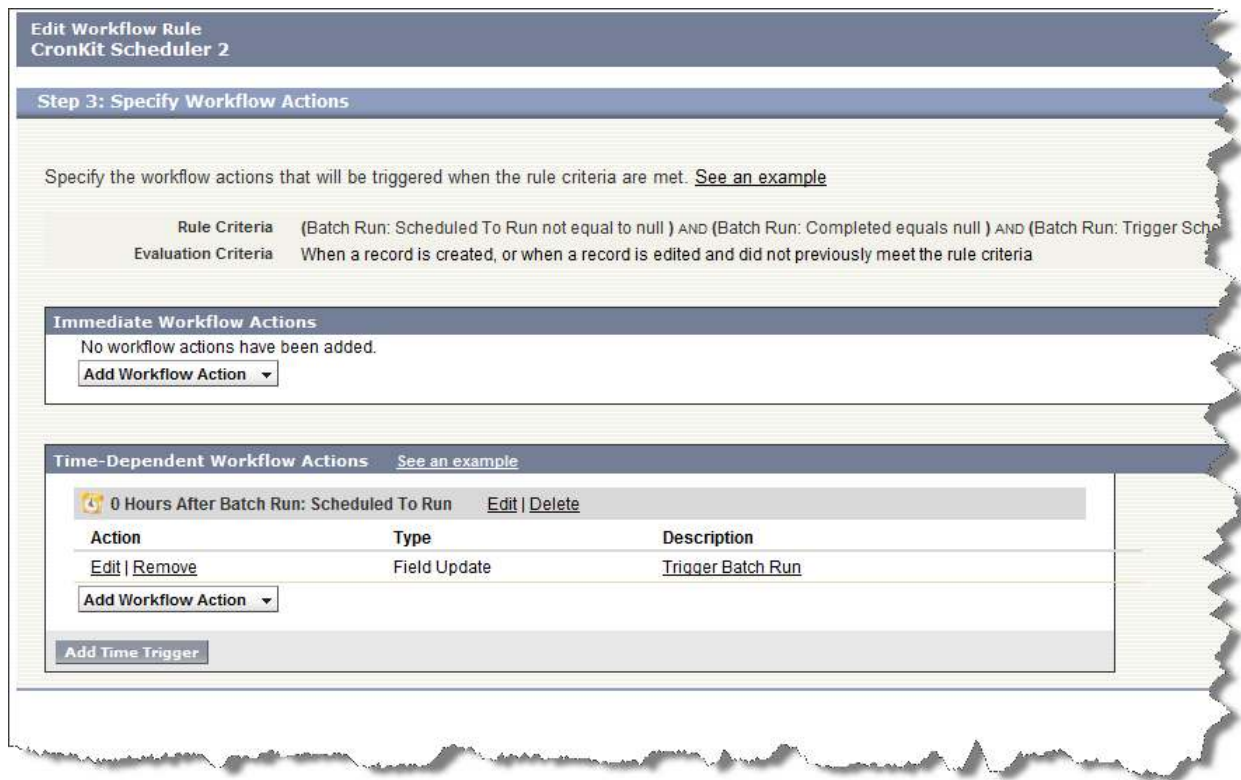 Edit Workflow Rule
CronKit Scheduler 2
Step 3: Specify Workflow Actions
Specify the workflow actions that will be triggered when the rule criteria are met. See an example
Rule Criteria (Batch Run: Scheduled To Run not equal to null ) AND (Batch Run: Completed equals null ) AND (Batch Run: Trigger
Evaluation Criteria When a record is created, or when a record is edited and did not previously meet the rule criteria
Immediate Workflow Actions
No workflow actions have been added.
Add Workflow Action
Time-Dependent Workflow Actions See an example
0 Hours After Batch Run: Scheduled To Run Edit | Delete
Action Type Description
Edit | Remove Field Update Trigger Batch Run
Add Workflow Action
Add Time Trigger